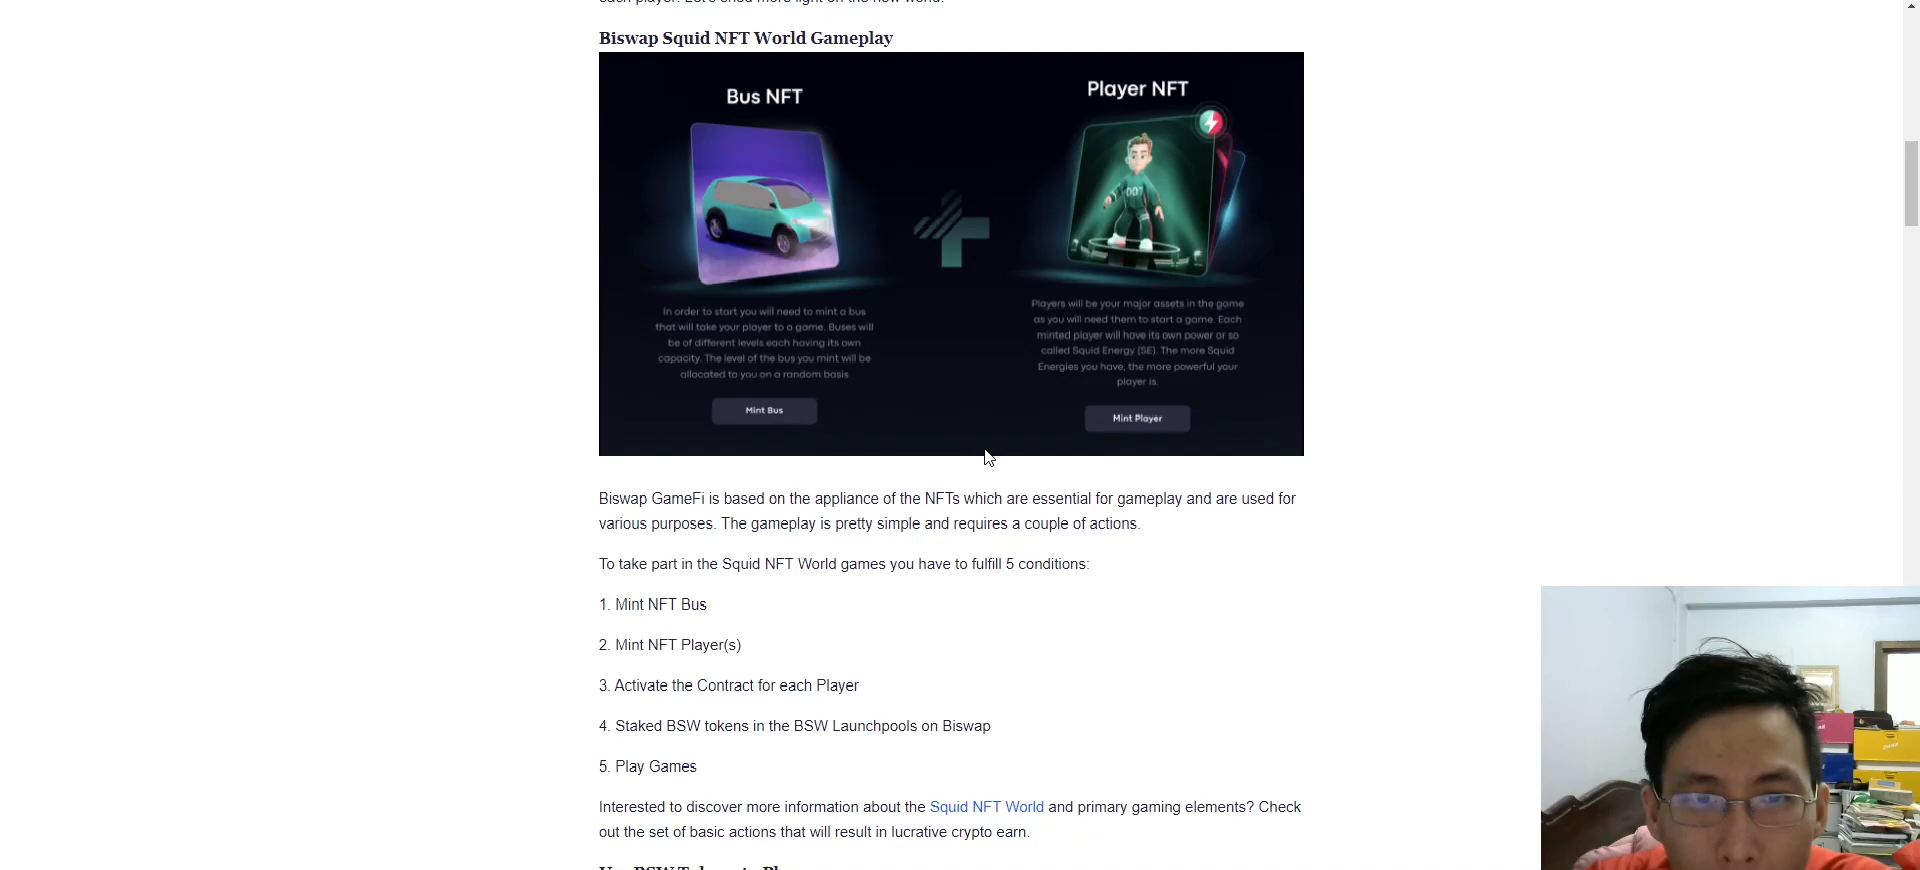 Biswap Squid NFT World Gameplay
Bus NFT
Player NFT
007
In order to start you will need to mint a bus
that will take your player to a game. Buses will
be of different levels each having its own
capacity. The level of the bus you mint will be
allocated to you on a random basis
Mint Bus
Players will be your major assets in the game
as you will need them to start a game. Each
minted player will have its own power or so
called Squid Energy (SE). The more Squid
Energies you have, the more powerful your
player is.
Mint Player
Biswap GameFi is based on the appliance of the NFTs which are essential for gameplay and are used for
various purposes. The gameplay is pretty simple and requires a couple of actions.
To take part in the Squid NFT World games you have to fulfill 5 conditions:
1. Mint NFT Bus
2. Mint NFT Player(s)
3. Activate the Contract for each Player
4. Staked BSW tokens in the BSW Launchpools on Biswap
5. Play Games
Interested to discover more information about the Squid NFT World and primary gaming elements? Check
out the set of basic actions that will result in lucrative crypto earn.